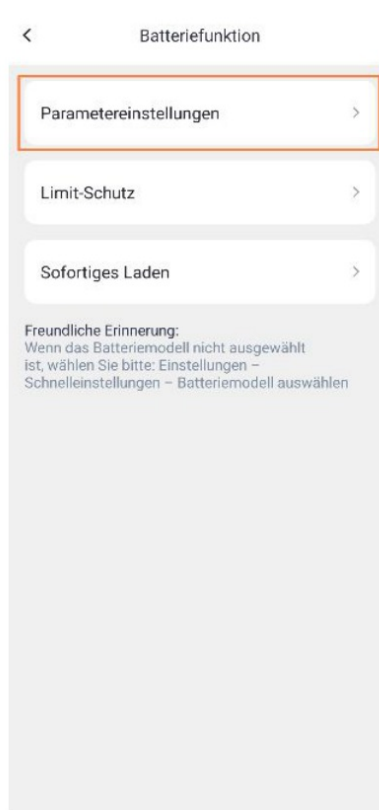 Batteriefunktion
Parametereinstellungen
Limit-Schutz
Sofortiges Laden
Freundliche Erinnerung:
Wenn das Batteriemodell nicht ausgewählt
ist, wählen Sie bitte: Einstellungen –
Schnelleinstellungen – Batteriemodell auswählen